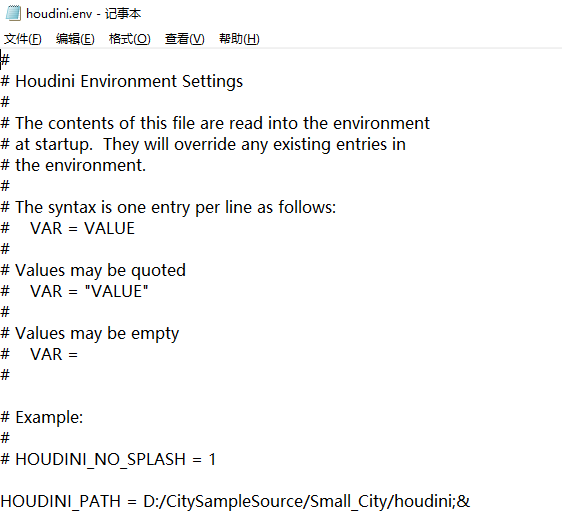 houdini.env - 记事本
文件(F) 编辑(E) 格式(O) 查看(V) 帮助(H)
#
# Houdini Environment Settings
#
# The contents of this file are read into the environment
# at startup.  They will override any existing entries in
# the environment.
#
# The syntax is one entry per line as follows:
#    VAR = VALUE
#
# Values may be quoted
#    VAR = "VALUE"
#
# Values may be empty
#    VAR =
#
# Example:
#
# HOUDINI_NO_SPLASH = 1
HOUDINI_PATH = D:/CitySampleSource/Small_City/houdini;&